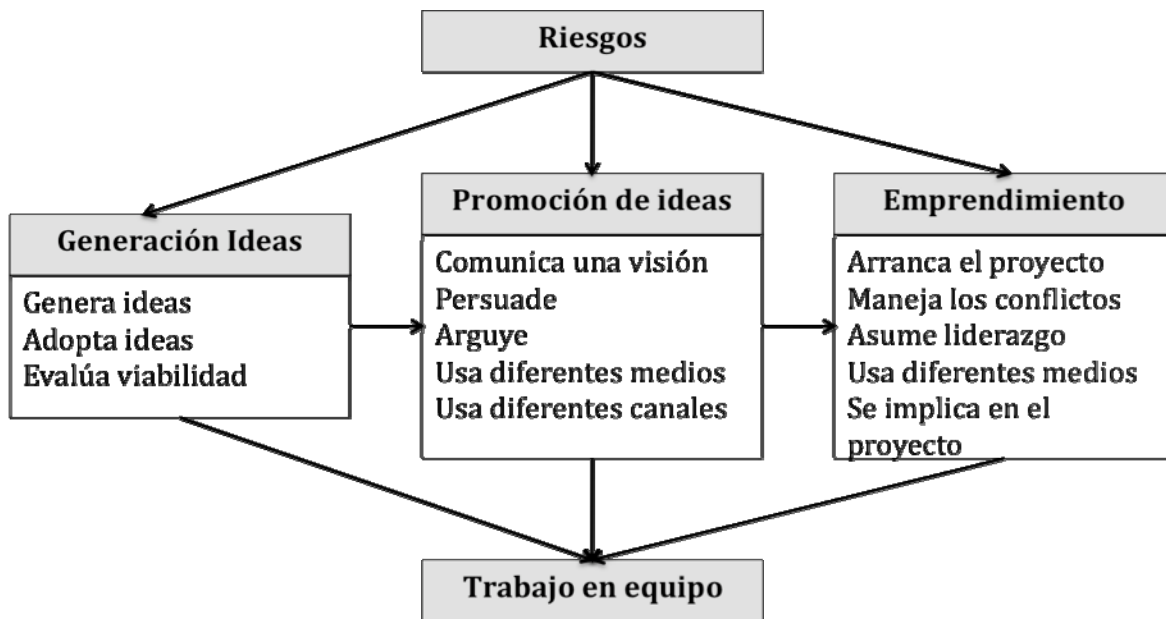 Riesgos
Generación Ideas
Genera ideas
Adopta ideas
Evalúa viabilidad
Promoción de ideas
Comunica una visión
Persuade
Arguye
Usa diferentes medios
Usa diferentes canales
Emprendimiento
Arranca el proyecto
Maneja los conflictos
Asume liderazgo
Usa diferentes medios
Se implica en el
proyecto
Trabajo en equipo